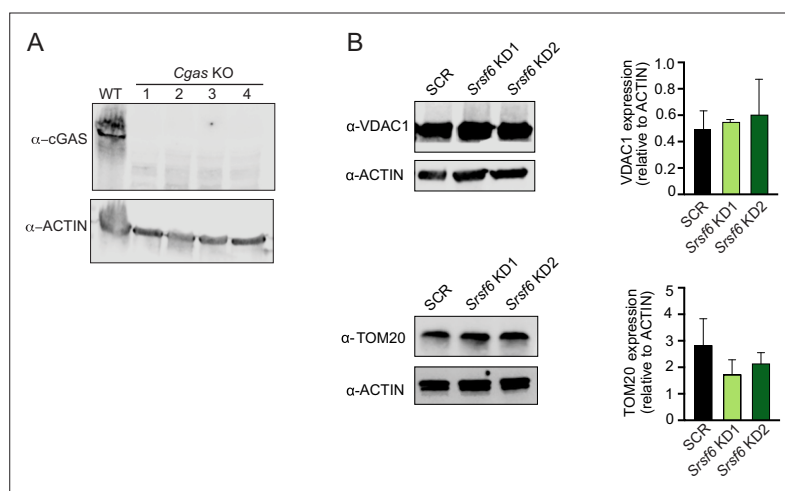 A
Cgas KO
WT 1 2 3 4
α–cGAS
α–ACTIN
B
SCR Srsf6 KD1 Srsf6 KD2
α-VDAC1
α-ACTIN
VDAC1 expression
(relative to ACTIN)
1.0
0.8
0.6
0.4
0.2
0
SCR Srsf6 KD1 Srsf6 KD2
SCR Srsf6 KD1 Srsf6 KD2
α-TOM20
α-ACTIN
TOM20 expression
(relative to ACTIN)
5
4
3
2
1
0
SCR Srsf6 KD1 Srsf6 KD2